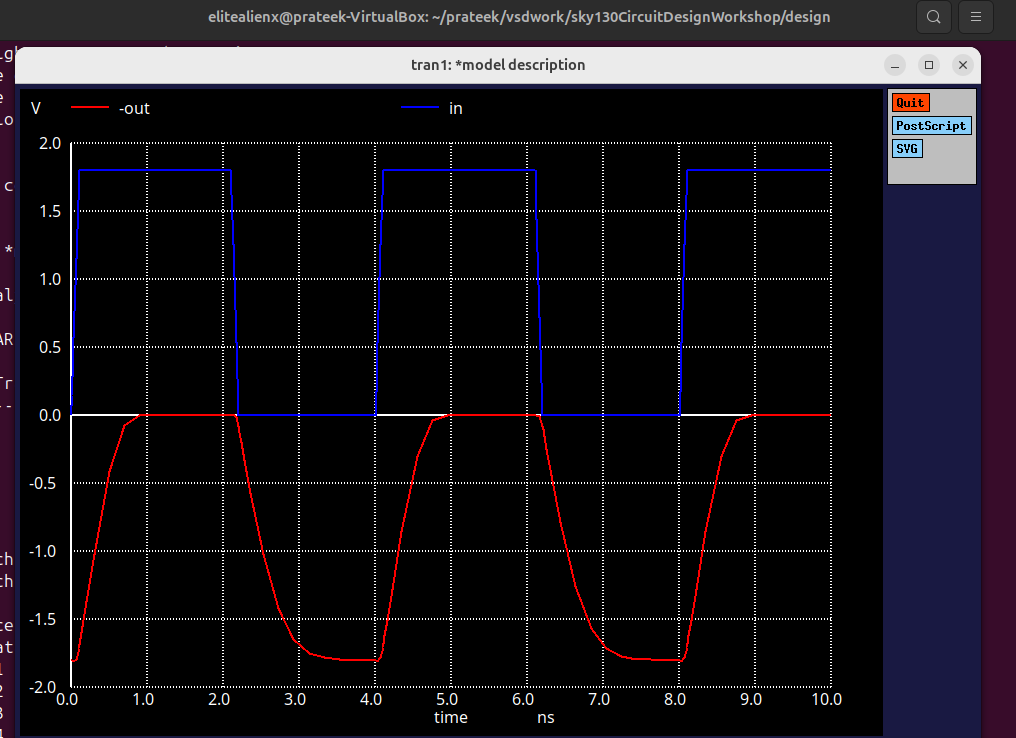 elitealienx@prateek-VirtualBox: ~/prateek/vsdwork/sky130CircuitDesignWorkshop/design
tran1: *model description
V -out in
Quit
PostScript
SVG
2.0
1.5
1.0
0.5
0.0
-0.5
-1.0
-1.5
-2.0
0.0 1.0 2.0 3.0 4.0 5.0 6.0 7.0 8.0 9.0 10.0
time ns